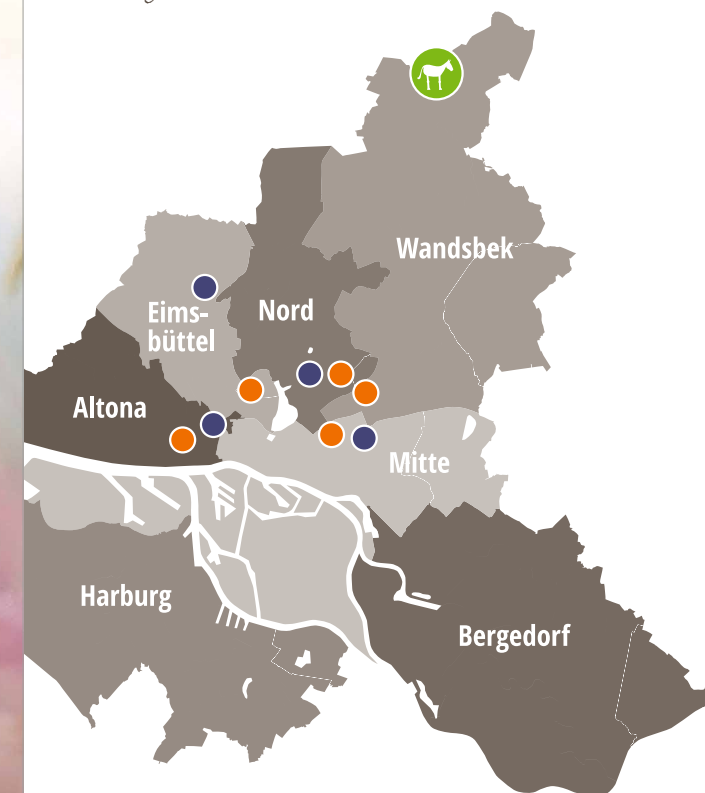 Wandsbek
Nord
Eims-
büttel
Altona
Mitte
Harburg
Bergedorf